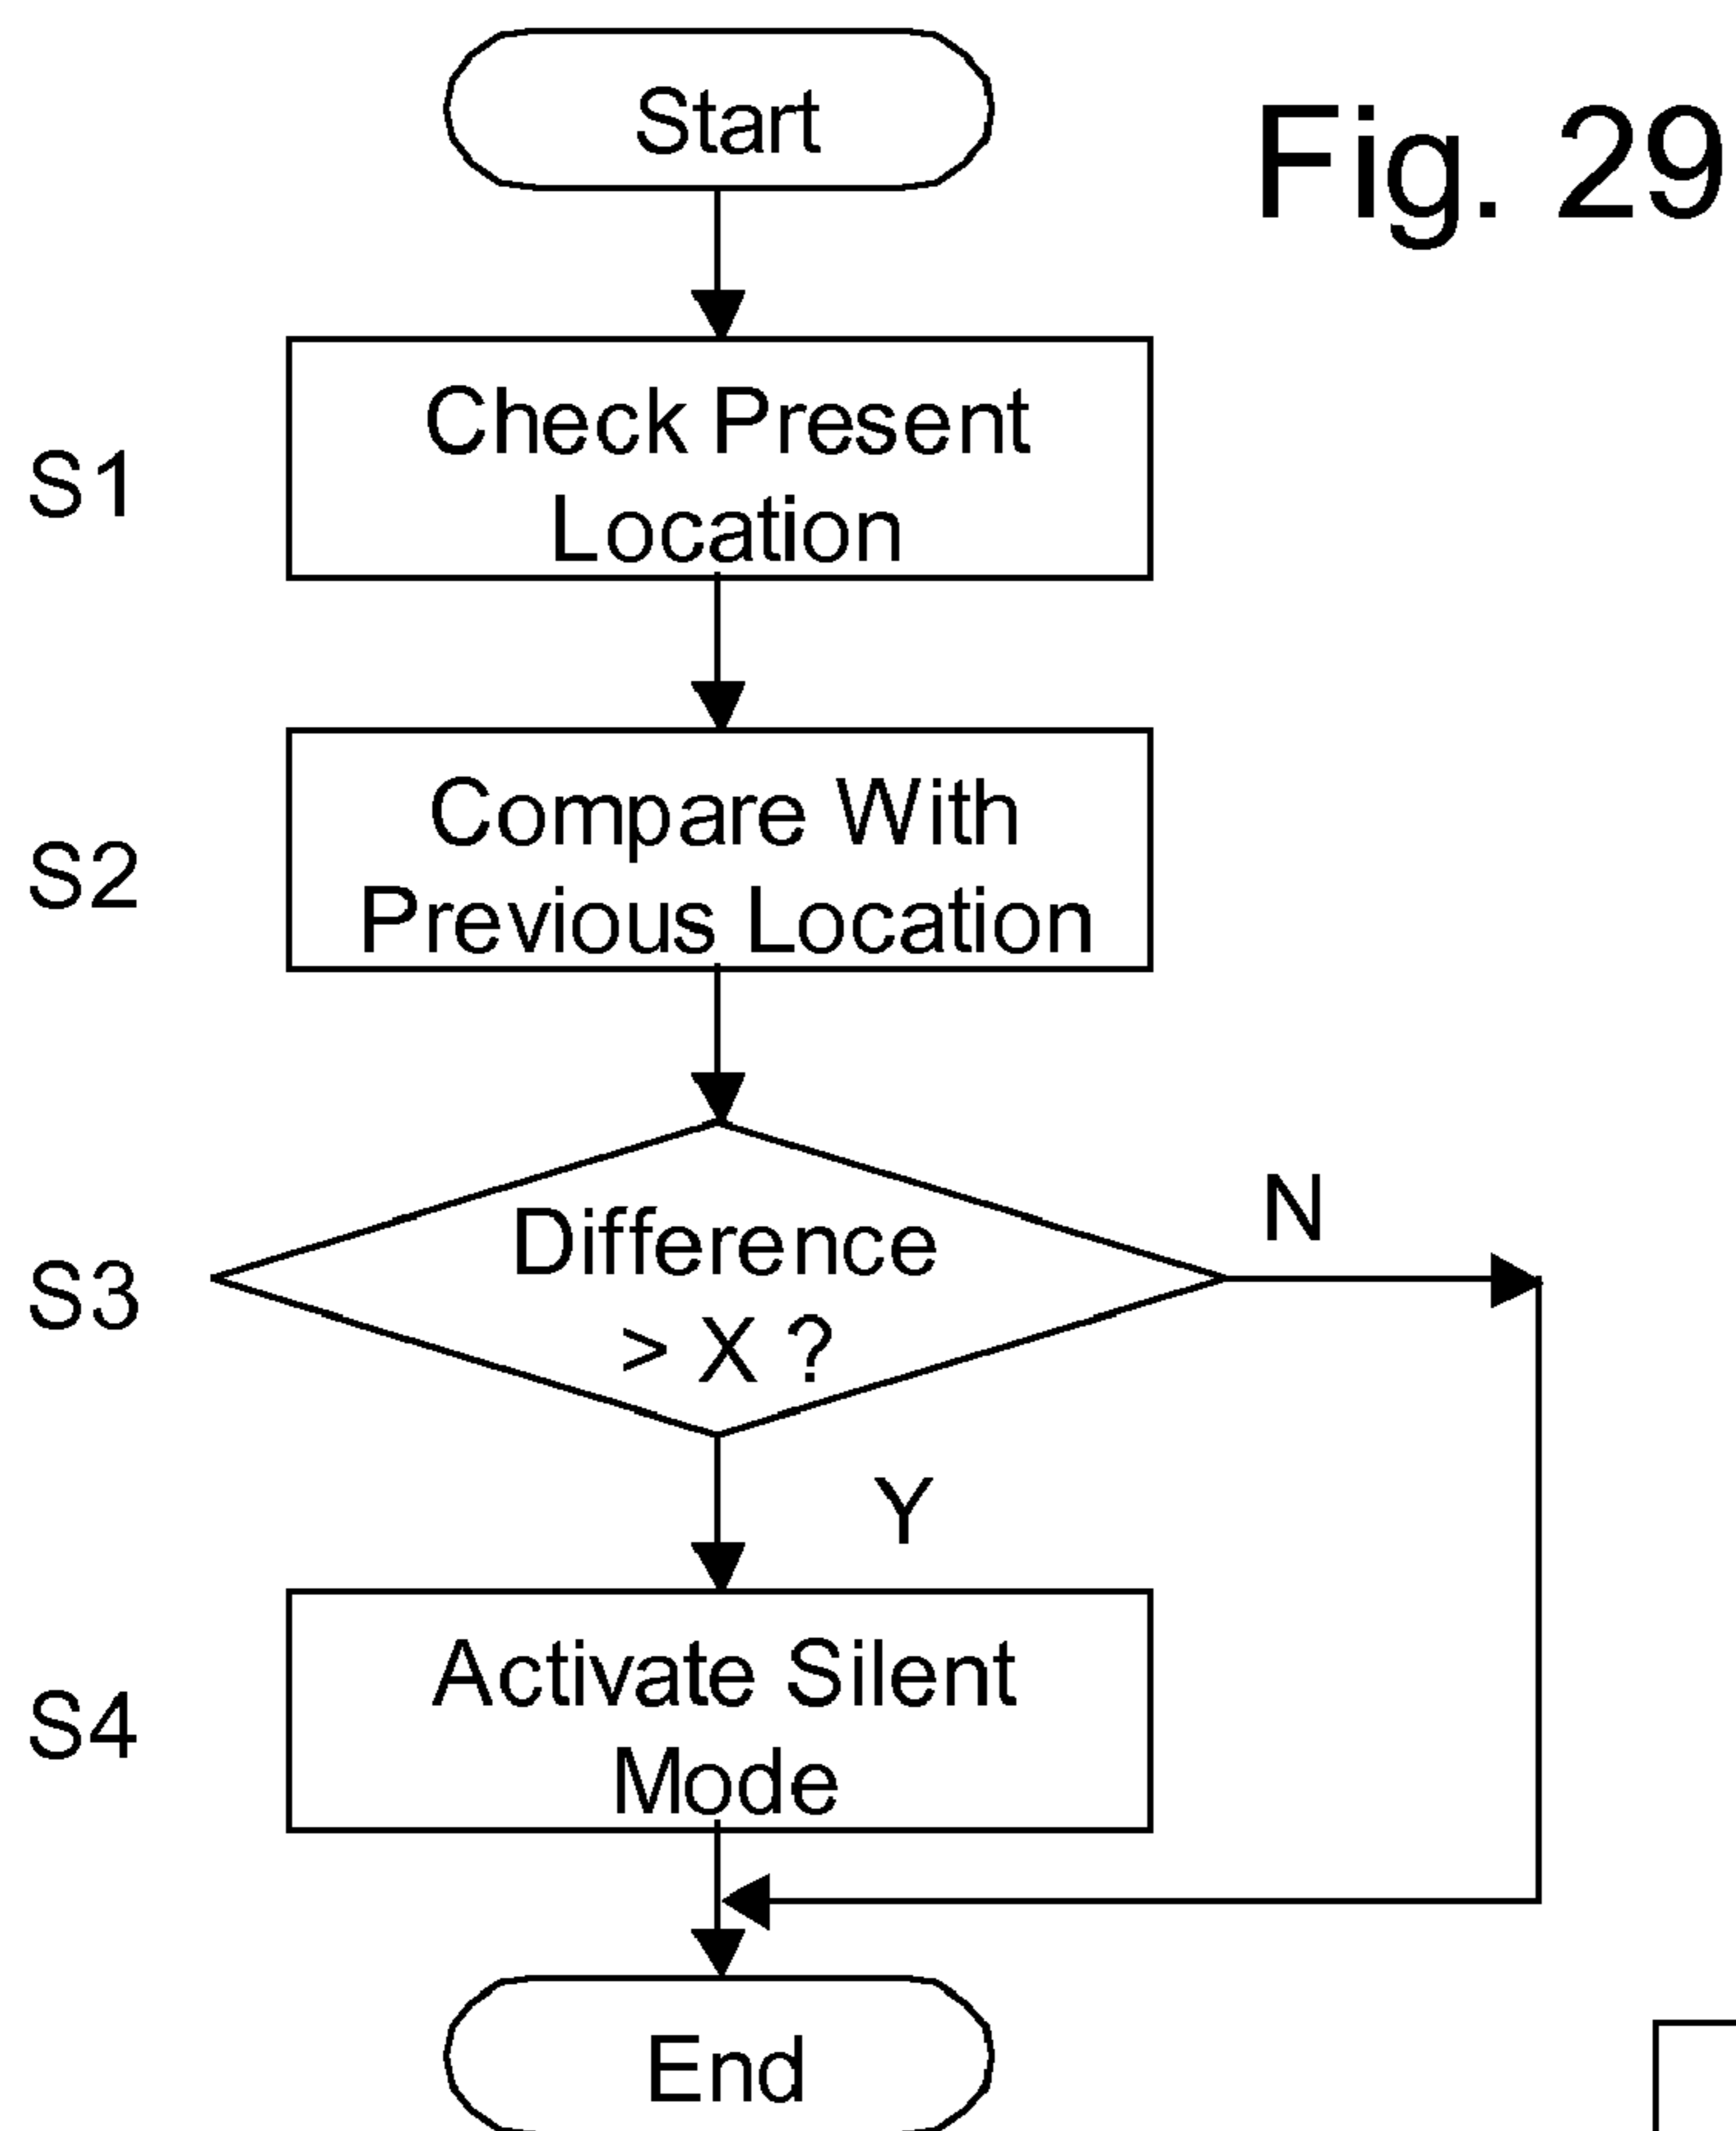 Start
Fig. 29
S1
Check Present
Location
S2
Compare With
Previous Location
S3
Difference
> X ?
N
Y
S4
Activate Silent
Mode
End